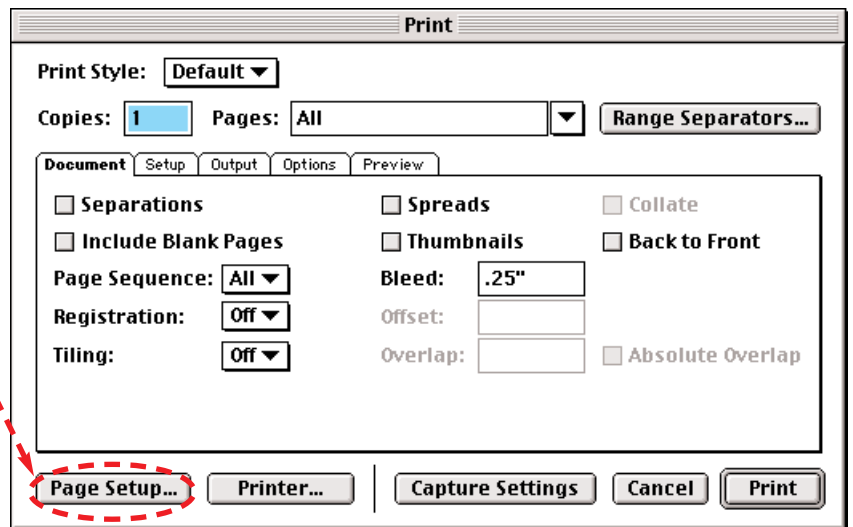 Print
Print Style: Default
Copies: 1 Pages: All Range Separators...
Document Setup Output Options Preview
Separations Spreads Collate
Include Blank Pages Thumbnails Back to Front
Page Sequence: All Bleed: .25"
Registration: Off Offset:
Tiling: Off Overlap: Absolute Overlap
Page Setup... Printer... Capture Settings Cancel Print